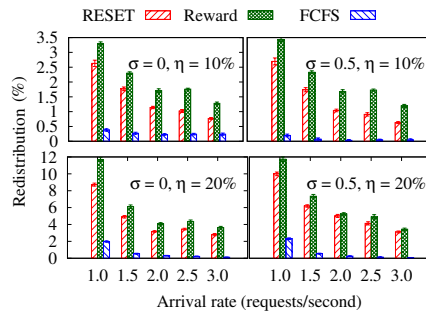 RESET Reward FCFS
Redistribution (%)
3.5
3
2.5
2
1.5
1
0.5
0
σ = 0, η = 10%
σ = 0.5, η = 10%
12
10
8
6
4
2
0
σ = 0, η = 20%
σ = 0.5, η = 20%
1.0 1.5 2.0 2.5 3.0 1.0 1.5 2.0 2.5 3.0
Arrival rate (requests/second)